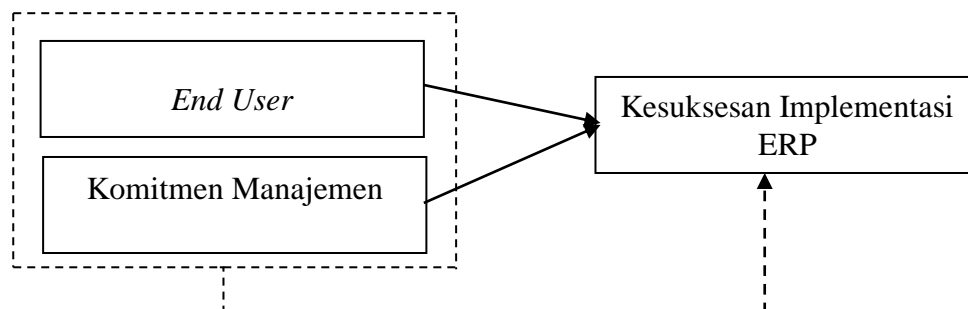 End User
Kesuksesan Implementasi
ERP
Komitmen Manajemen